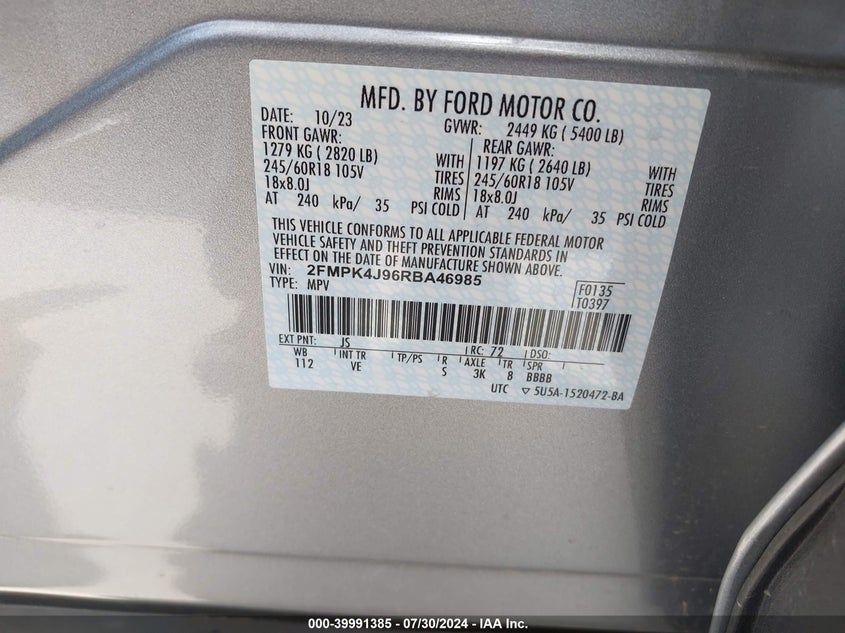 MFD. BY FORD MOTOR CO.
DATE: 10/23 GVWR: 2449 KG ( 5400 LB)
FRONT GAWR: REAR GAWR:
1279 KG ( 2820 LB) WITH 1197 KG ( 2640 LB) WITH
245/60R18 105V TIRES 245/60R18 105V TIRES
18x8.0J RIMS 18x8.0J RIMS
AT 240 kPa/ 35 PSI COLD AT 240 kPa/ 35 PSI COLD
THIS VEHICLE CONFORMS TO ALL APPLICABLE FEDERAL MOTOR
VEHICLE SAFETY AND THEFT PREVENTION STANDARDS IN
EFFECT ON THE DATE OF MANUFACTURE SHOWN ABOVE.
VIN: 2FMPK4J96RBA46985
TYPE: MPV
F0135
T0397
EXT PNT: JS RC: 72 DSO:
WB INT TR TP/PS R AXLE TR SPR
112 VE S 3K 8 BBBB
UTC ▽ 5U5A-1520472-BA
000-39991385 / 07/30/2024 - IAA Inc.